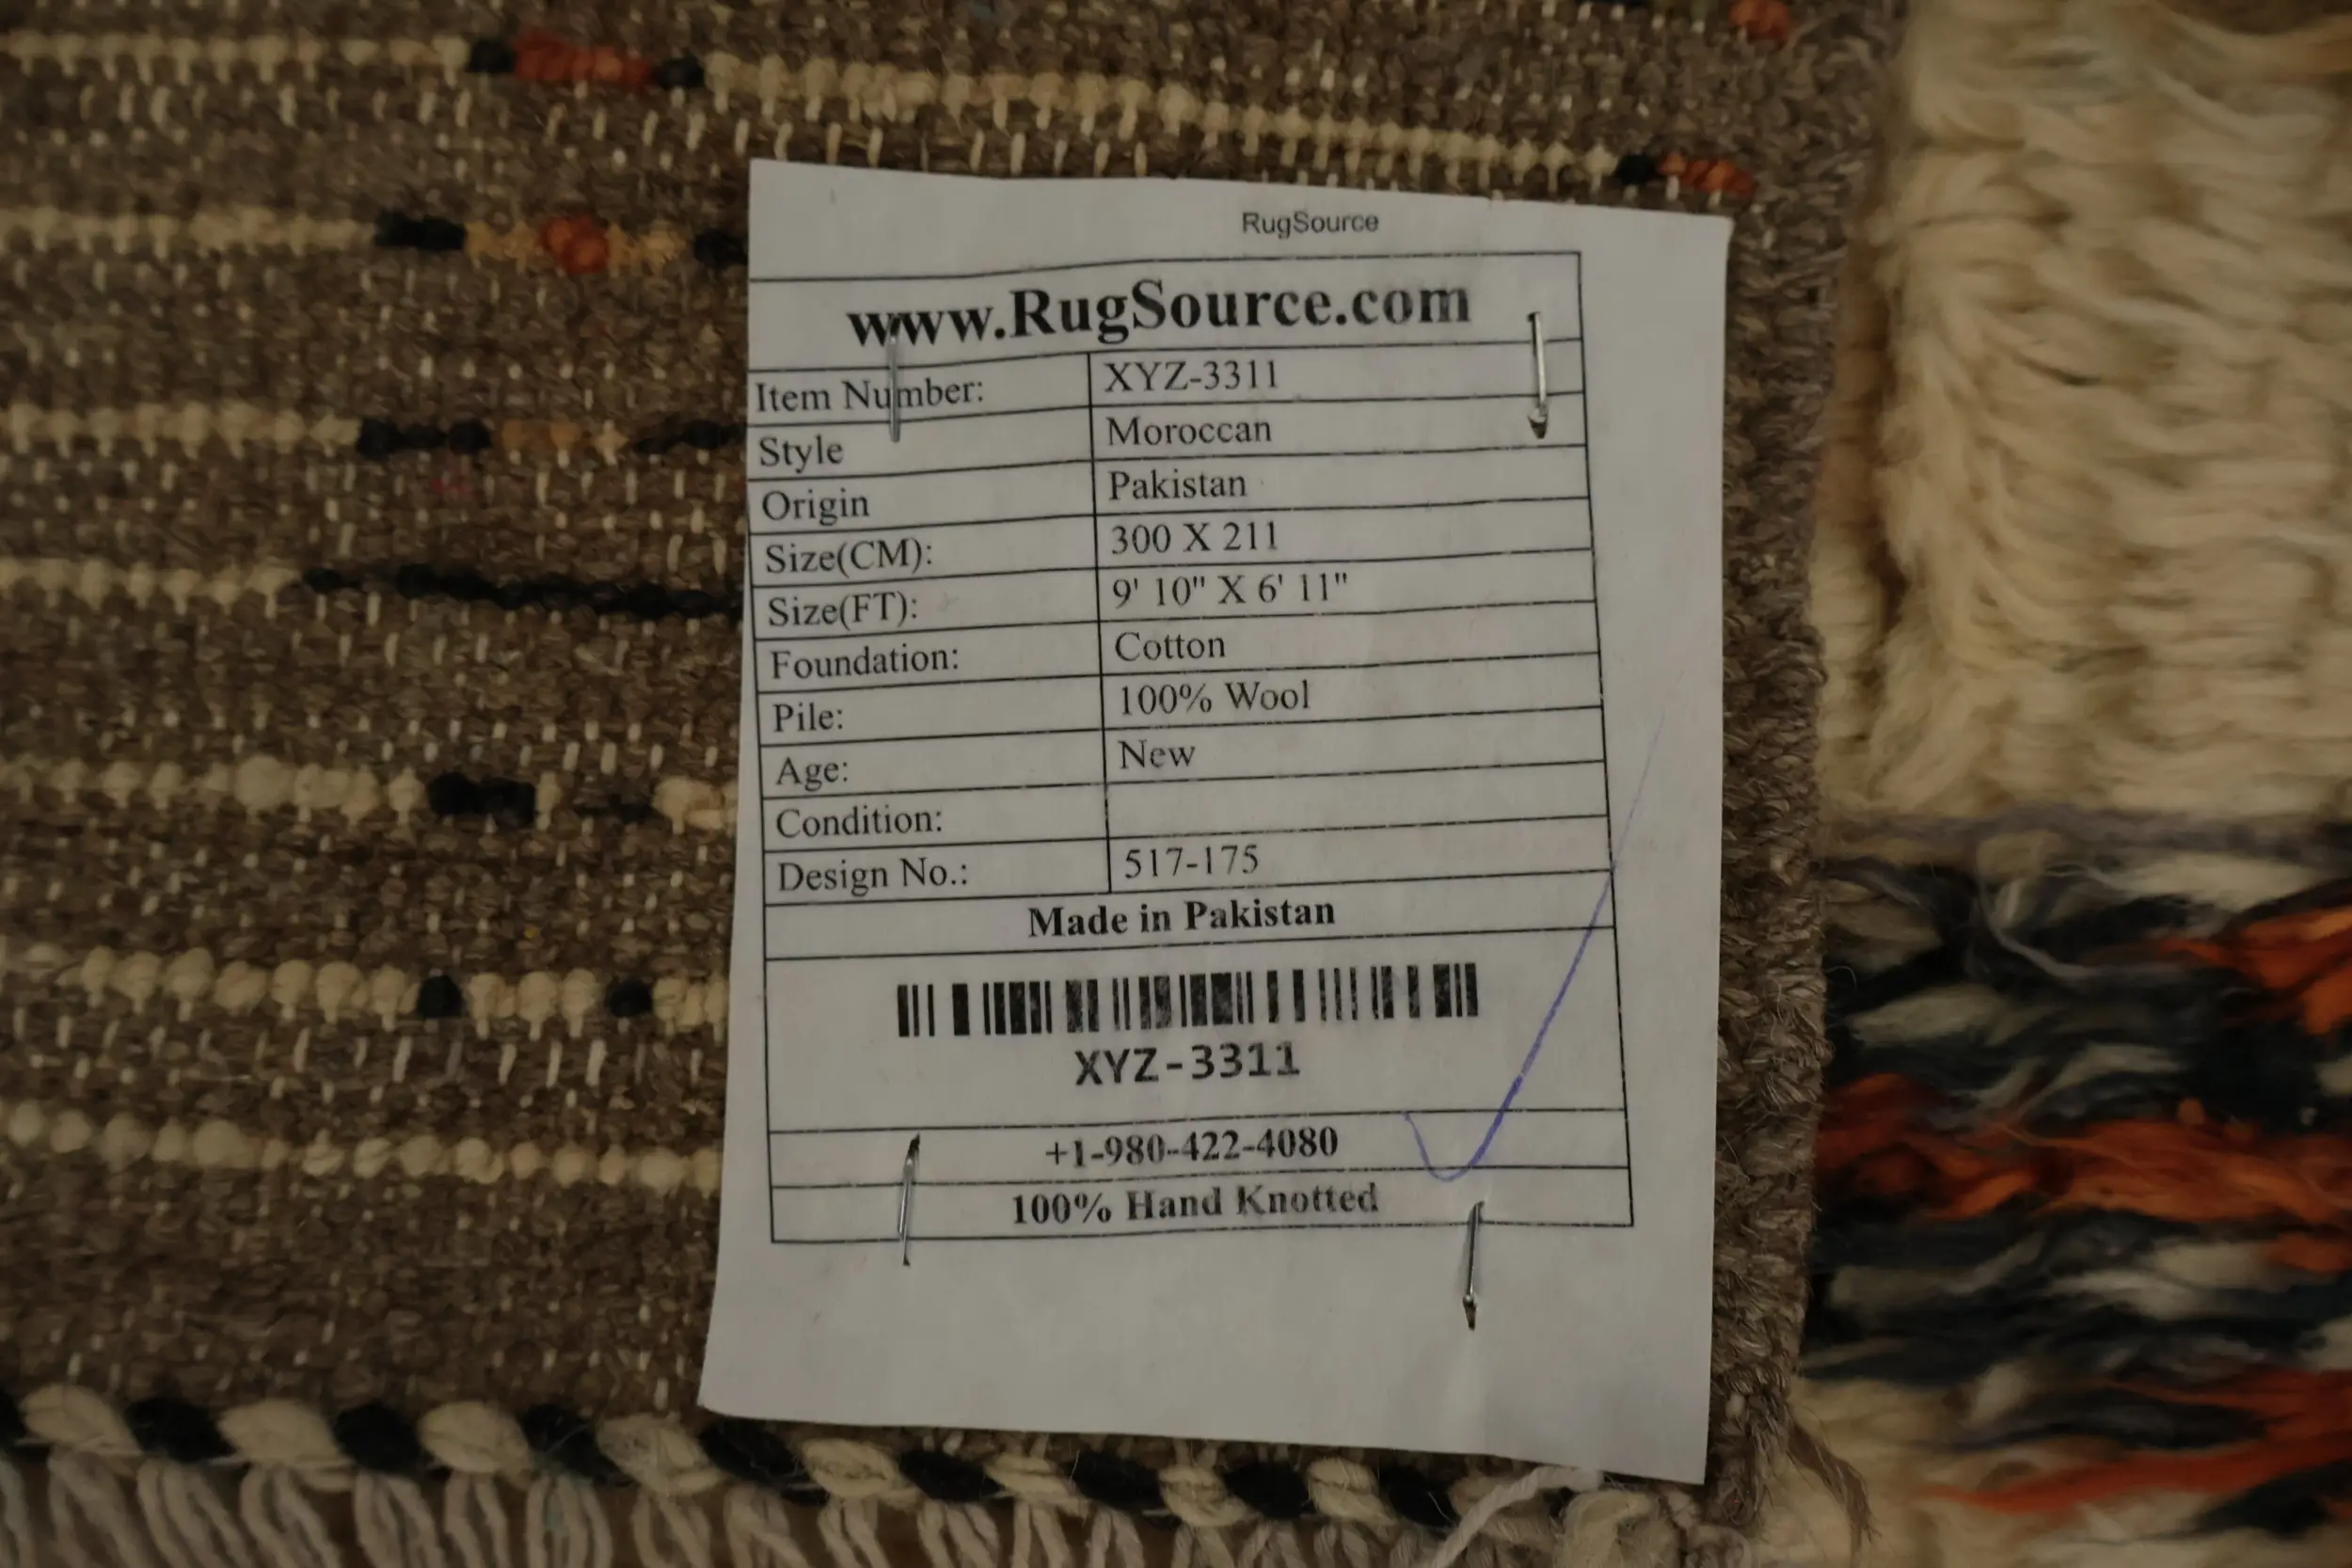 RugSource
www.RugSource.com
Item Number: XYZ-3311
Style Moroccan
Origin Pakistan
Size(CM): 300 X 211
Size(FT): 9' 10" X 6' 11"
Foundation: Cotton
Pile: 100% Wool
Age: New
Condition:
Design No.: 517-175
Made in Pakistan
XYZ-3311
+1-980-422-4080
100% Hand Knotted